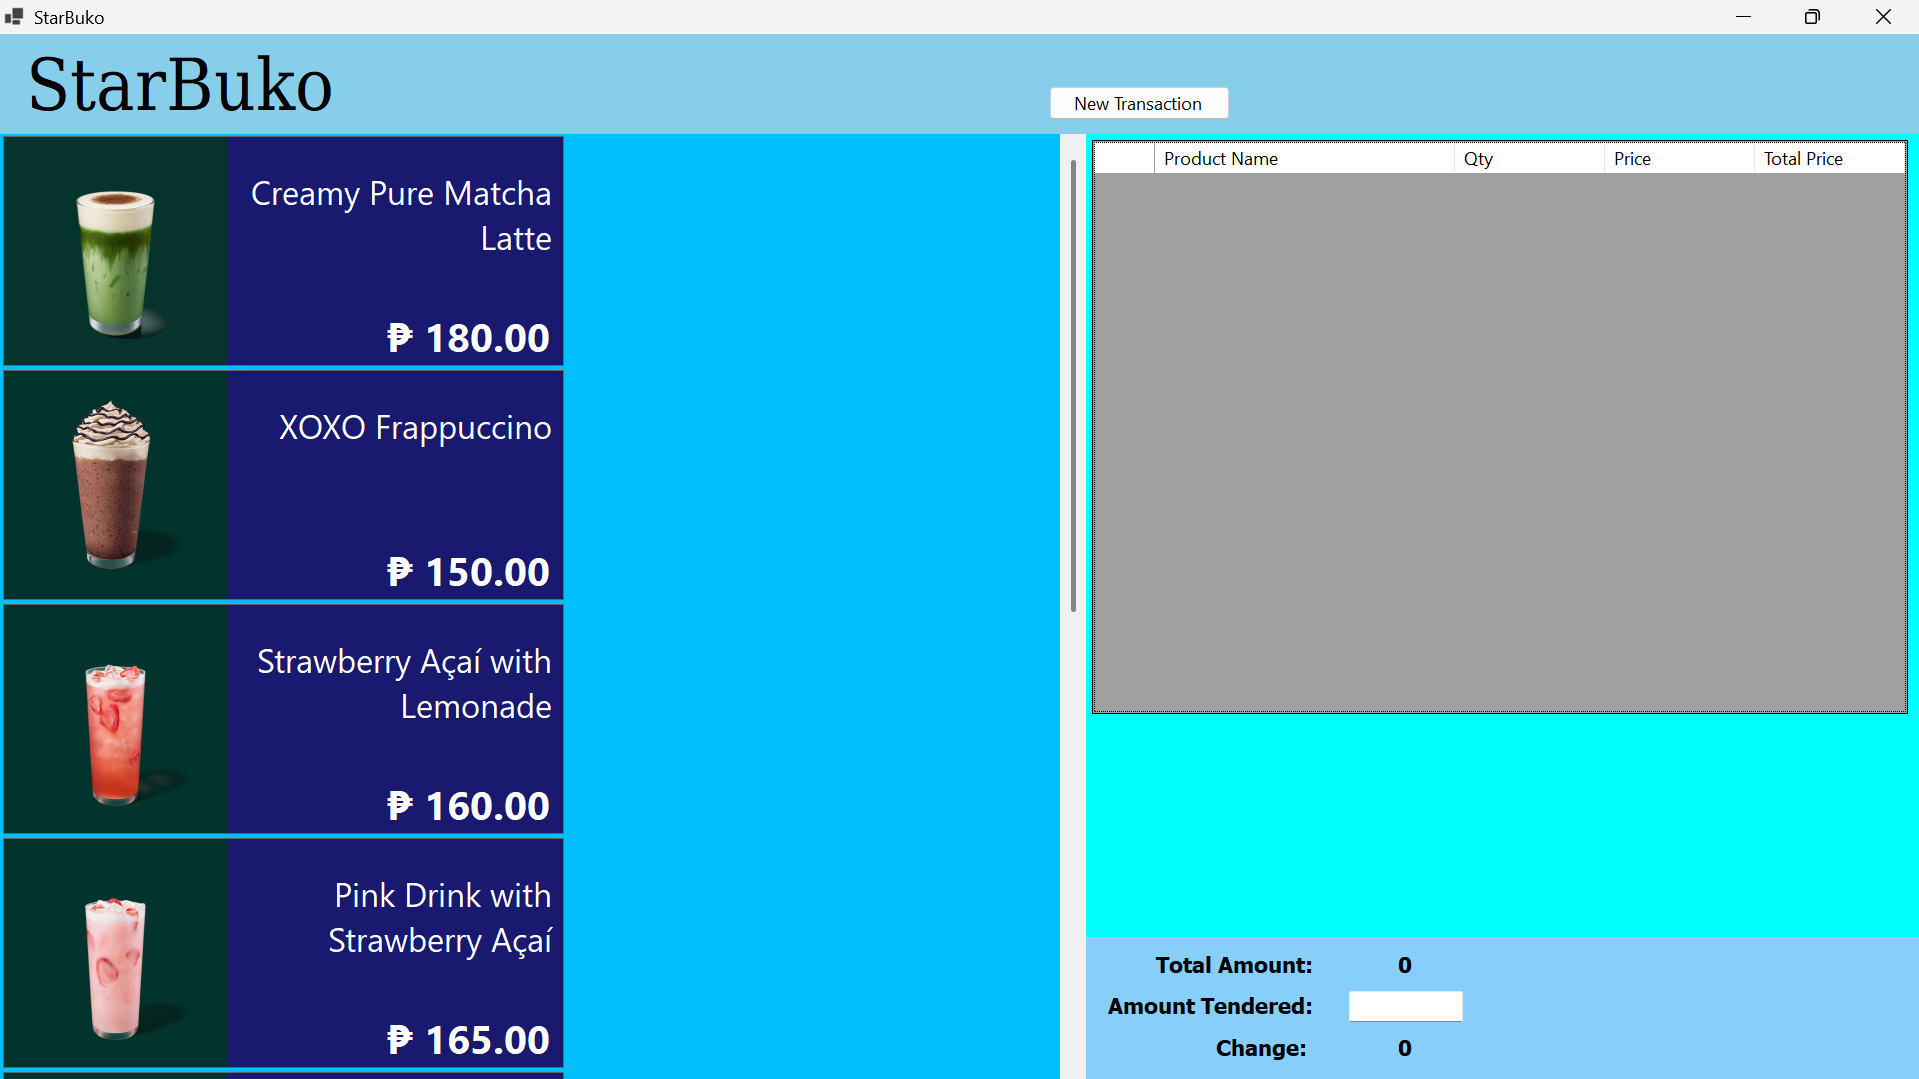 StarBuko
StarBuko
New Transaction
Creamy Pure Matcha
Latte
₱ 180.00
XOXO Frappuccino
₱ 150.00
Strawberry Açaí with
Lemonade
₱ 160.00
Pink Drink with
Strawberry Açaí
₱ 165.00
Product Name Qty Price Total Price
Total Amount: 0
Amount Tendered:
Change: 0